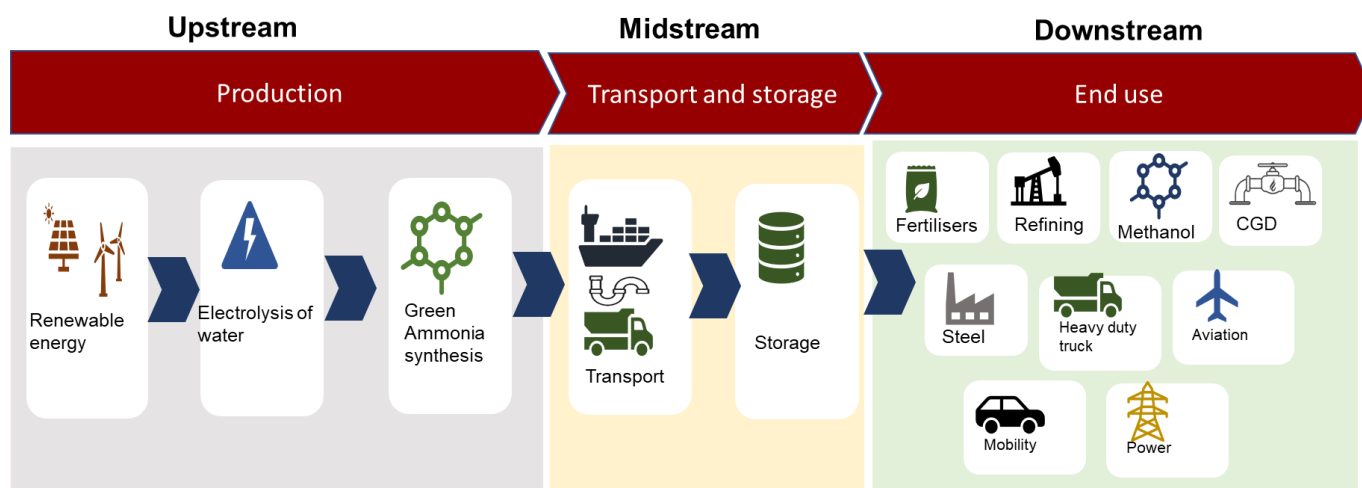 Upstream
Midstream
Downstream
Production
Transport and storage
End use
Renewable
energy
Electrolysis of
water
Green
Ammonia
synthesis
Transport
Storage
Fertilisers
Refining
Methanol
CGD
Steel
Heavy duty
truck
Aviation
Mobility
Power